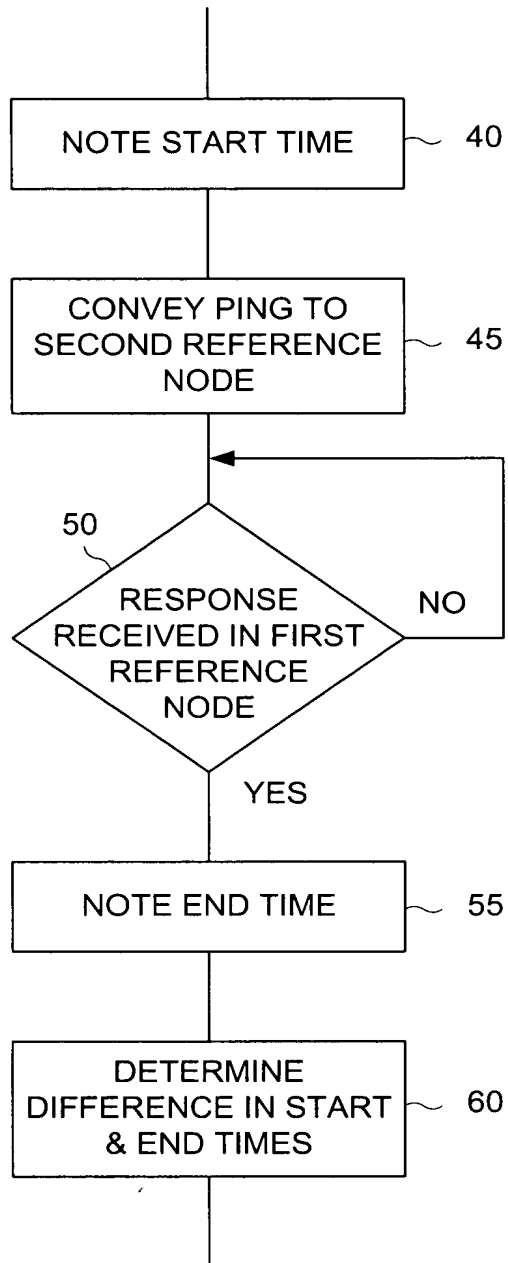 NOTE START TIME
40
CONVEY PING TO
SECOND REFERENCE
NODE
45
50
RESPONSE
RECEIVED IN FIRST
REFERENCE
NODE
NO
YES
NOTE END TIME
55
DETERMINE
DIFFERENCE IN START
& END TIMES
60